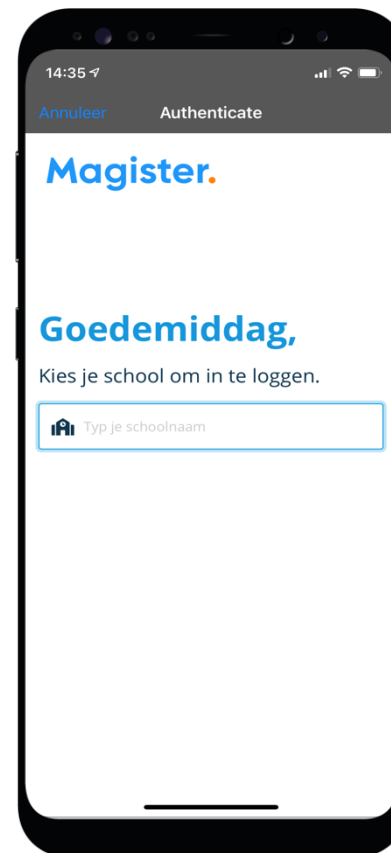 14:35
Annuleer Authenticate
Magister.
Goedemiddag,
Kies je school om in te loggen.
Typ je schoolnaam